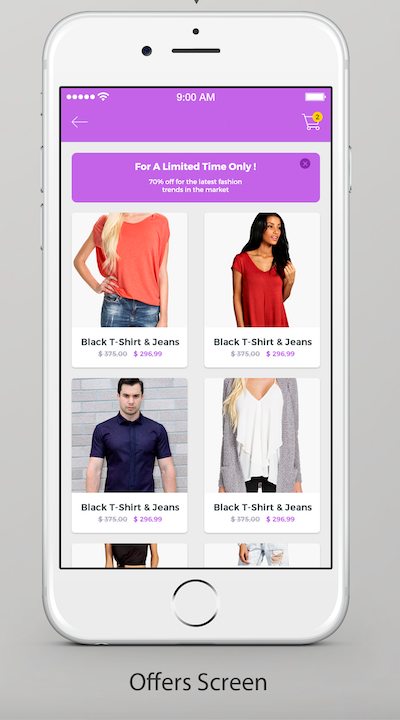 9:00 AM
2
For A Limited Time Only !
70% off for the latest fashion
trends in the market
Black T-Shirt & Jeans
$ 375,00 $ 296,99
Black T-Shirt & Jeans
$ 375,00 $ 296,99
Black T-Shirt & Jeans
$ 375,00 $ 296,99
Black T-Shirt & Jeans
$ 375,00 $ 296,99
Offers Screen